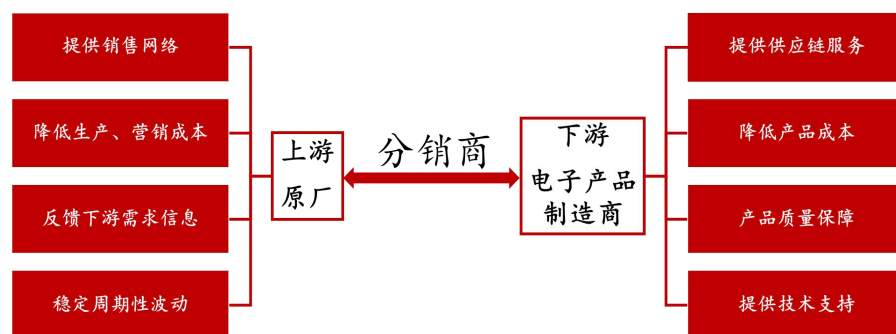 提供销售网络
降低生产、营销成本
反馈下游需求信息
稳定周期性波动
上游
原厂
分销商
下游
电子产品
制造商
提供供应链服务
降低产品成本
产品质量保障
提供技术支持